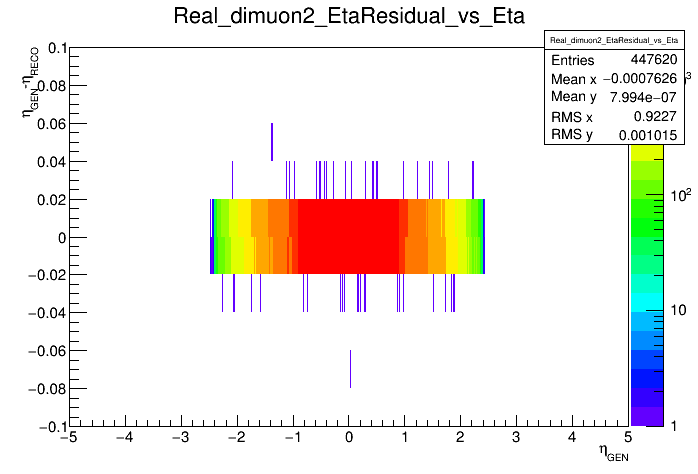 Real_dimuon2_EtaResidual_vs_Eta
Real_dimuon2_EtaResidual_vs_Eta
Entries 447620
Mean x −0.0007626
Mean y 7.994e−07
RMS x 0.9227
RMS y 0.001015
η_GEN-η_RECO
0.1
0.08
0.06
0.04
0.02
0
−0.02
−0.04
−0.06
−0.08
−0.1
−5 −4 −3 −2 −1 0 1 2 3 4 5
η_GEN
10²
10
1